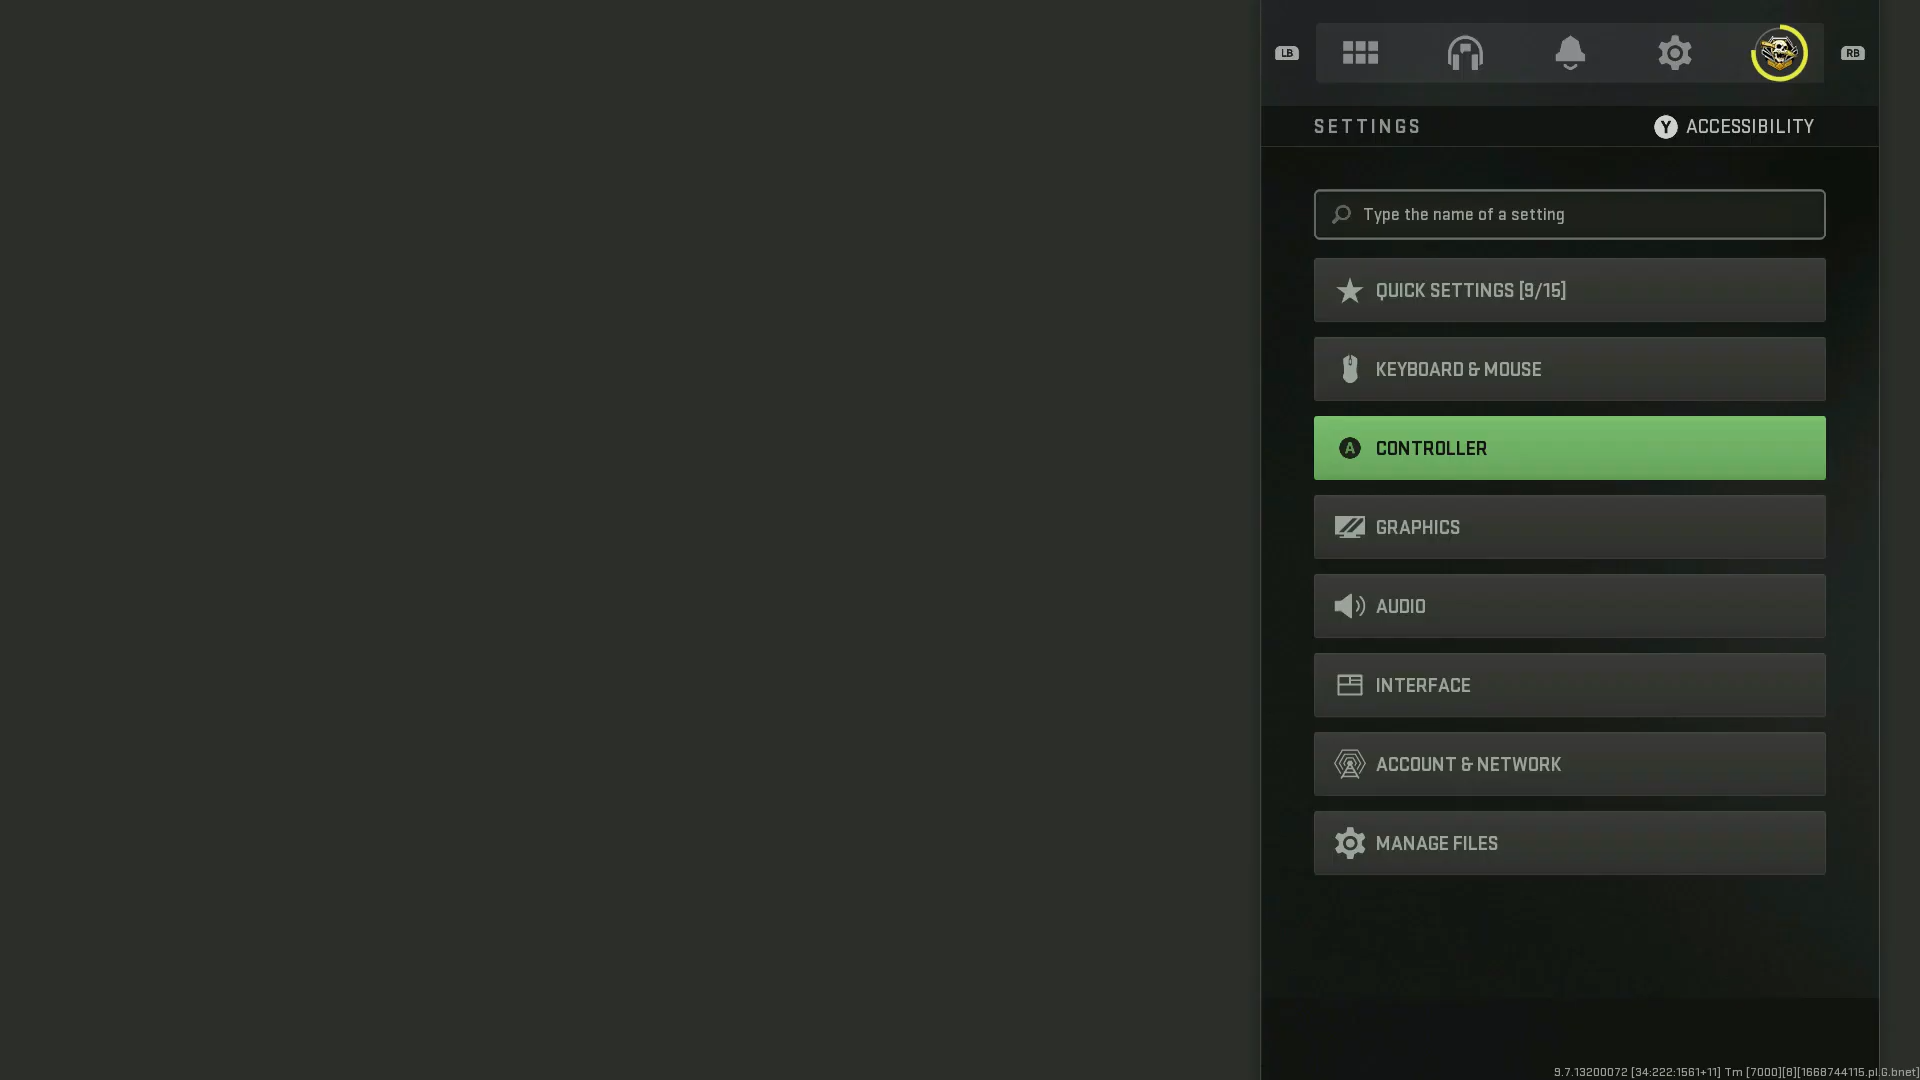 LB
RB
SETTINGS
Y ACCESSIBILITY
Type the name of a setting
QUICK SETTINGS [9/15]
KEYBOARD & MOUSE
A CONTROLLER
GRAPHICS
AUDIO
INTERFACE
ACCOUNT & NETWORK
MANAGE FILES
9.7.13200072 [34:222:1561+11] Tm [7000][8][1668744115.pl.G.bnet]